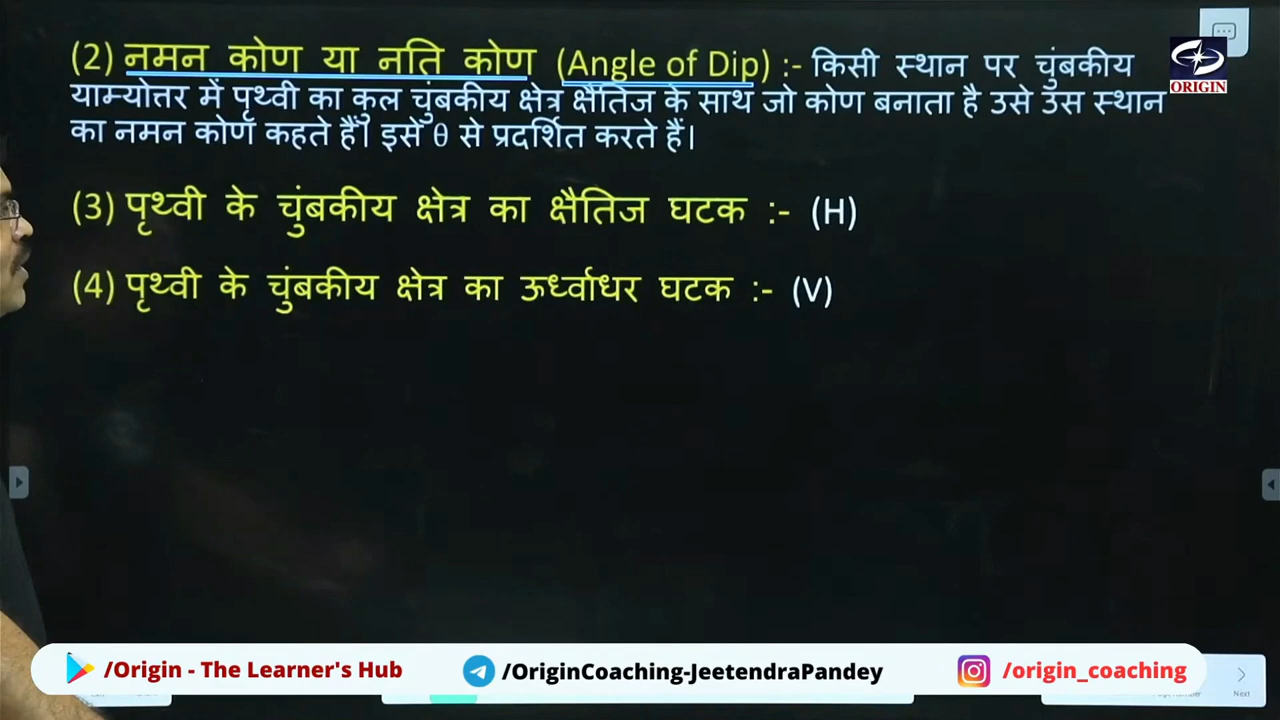 (2) नमन कोण या नति कोण (Angle of Dip) :- किसी स्थान पर चुंबकीय
याम्योत्तर में पृथ्वी का कुल चुंबकीय क्षेत्र क्षैतिज के साथ जो कोण बनाता है उसे उस स्थान
का नमन कोण कहते हैं। इसे θ से प्रदर्शित करते हैं।
ORIGIN
(3) पृथ्वी के चुंबकीय क्षेत्र का क्षैतिज घटक :- (H)
(4) पृथ्वी के चुंबकीय क्षेत्र का ऊर्ध्वाधर घटक :- (V)
/Origin - The Learner's Hub
/OriginCoaching-JeetendraPandey
/origin_coaching
Next